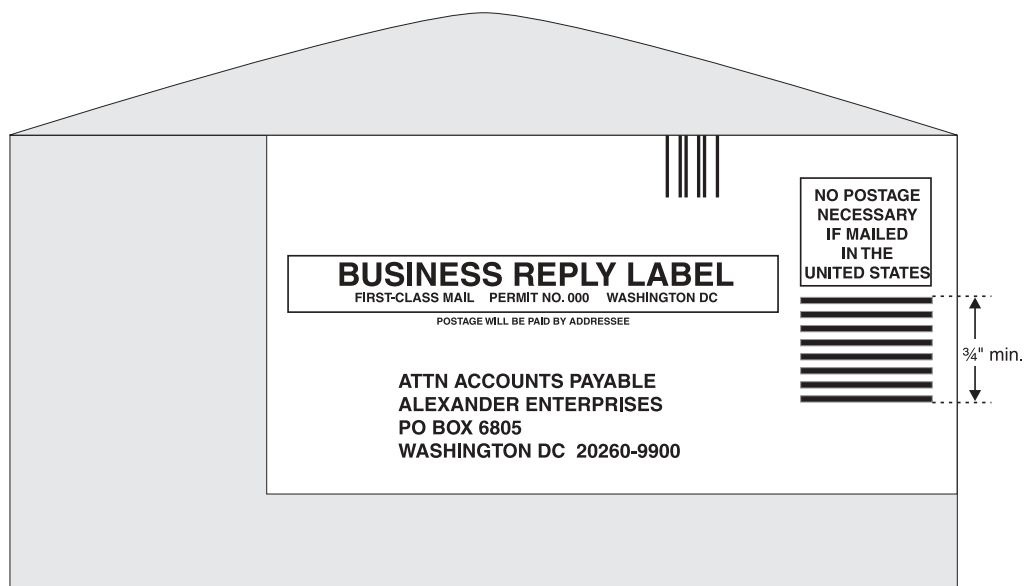 NO POSTAGE
NECESSARY
IF MAILED
IN THE
UNITED STATES
BUSINESS REPLY LABEL
FIRST-CLASS MAIL PERMIT NO. 000 WASHINGTON DC
POSTAGE WILL BE PAID BY ADDRESSEE
¾" min.
ATTN ACCOUNTS PAYABLE
ALEXANDER ENTERPRISES
PO BOX 6805
WASHINGTON DC 20260-9900